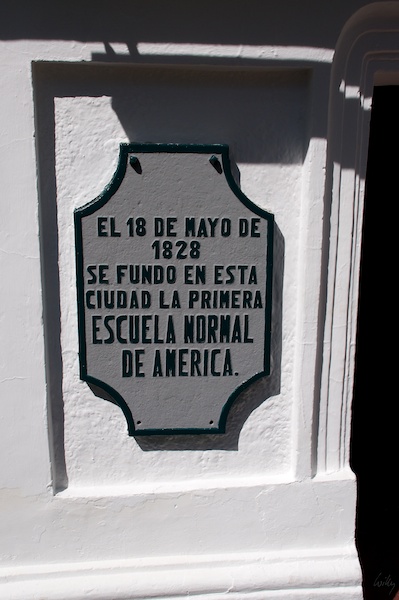 EL 18 DE MAYO DE
1828
SE FUNDO EN ESTA
CIUDAD LA PRIMERA
ESCUELA NORMAL
DE AMERICA.